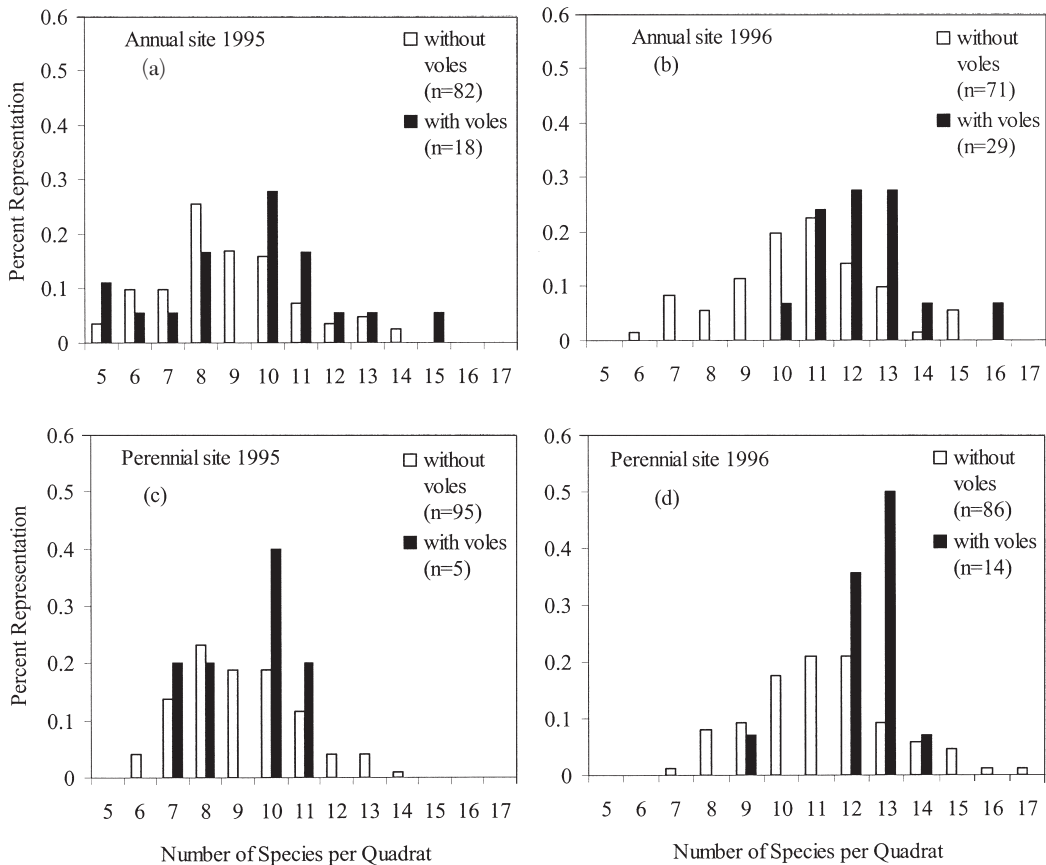 0.6
0.5
0.4
0.3
0.2
0.1
0
Percent Representation
Annual site 1995
(a)
without
voles
(n=82)
with voles
(n=18)
5 6 7 8 9 10 11 12 13 14 15 16 17
0.6
0.5
0.4
0.3
0.2
0.1
0
Annual site 1996
(b)
without
voles
(n=71)
with voles
(n=29)
5 6 7 8 9 10 11 12 13 14 15 16 17
0.6
0.5
0.4
0.3
0.2
0.1
0
Percent Representation
Perennial site 1995
(c)
without
voles
(n=95)
with voles
(n=5)
5 6 7 8 9 10 11 12 13 14 15 16 17
Number of Species per Quadrat
0.6
0.5
0.4
0.3
0.2
0.1
0
Perennial site 1996
(d)
without
voles
(n=86)
with voles
(n=14)
5 6 7 8 9 10 11 12 13 14 15 16 17
Number of Species per Quadrat